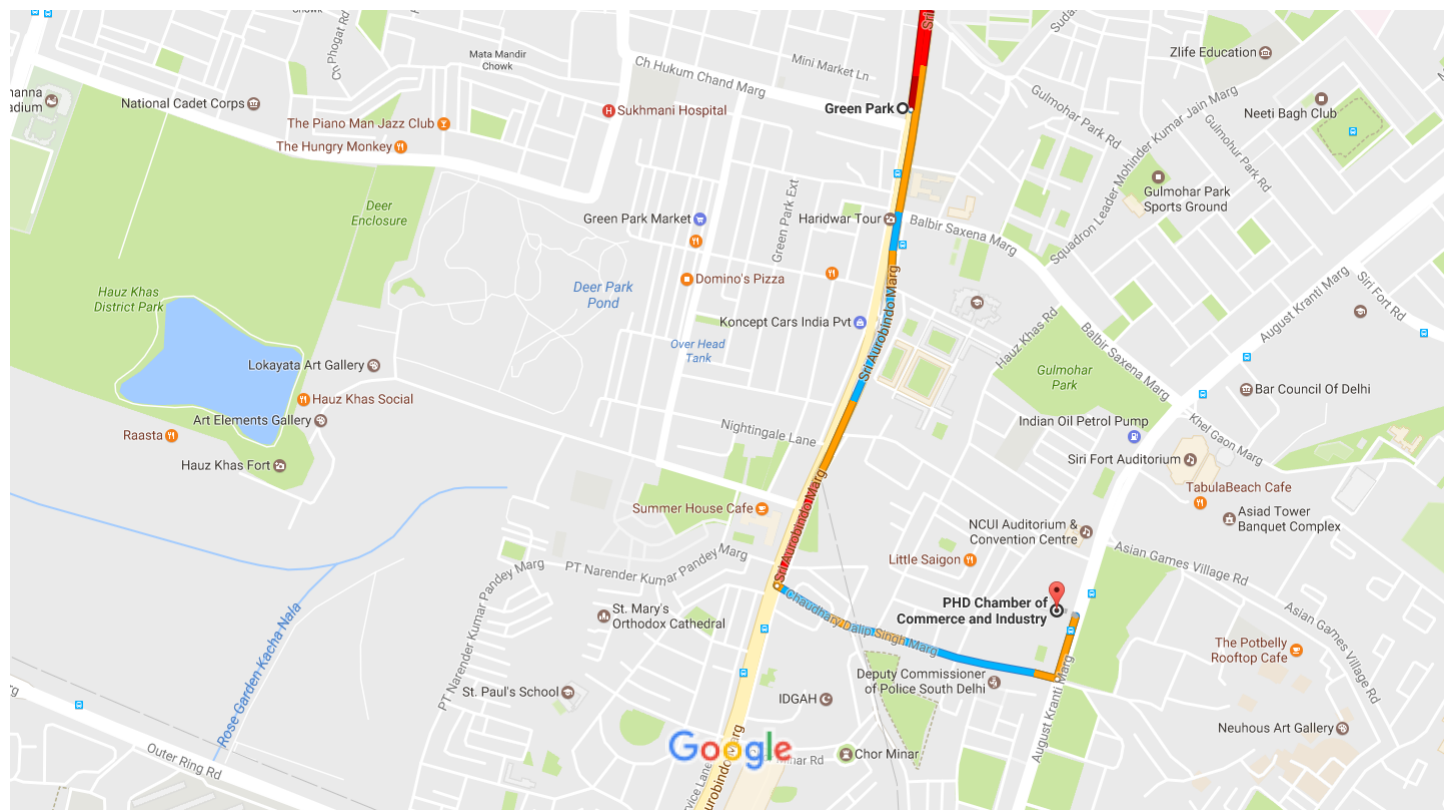 Chowk
Ch Phogat Rd
Mata Mandir
Chowk
Ch Hukum Chand Marg
Mini Market Ln
Sri
Zlife Education
National Cadet Corps
Sukhmani Hospital
Green Park
Gulmohar Park Rd
Squadron Leader Mohinder Kumar Jain Marg
Neeti Bagh Club
The Piano Man Jazz Club
The Hungry Monkey
Gulmohur Park Rd
Gulmohar Park
Sports Ground
Deer
Enclosure
Green Park Market
Green Park Ext
Haridwar Tour
Balbir Saxena Marg
Hauz Khas
District Park
Deer Park
Pond
Domino's Pizza
Koncept Cars India Pvt
Sri Aurobindo Marg
Hauz Khas Rd
Balbir Saxena Marg
August Kranti Marg
Siri Fort Rd
Over Head
Tank
Lokayata Art Gallery
Gulmohar
Park
Bar Council Of Delhi
Hauz Khas Social
Art Elements Gallery
Raasta
Hauz Khas Fort
Nightingale Lane
Indian Oil Petrol Pump
Khel Gaon Marg
Siri Fort Auditorium
TabulaBeach Cafe
Asiad Tower
Banquet Complex
Summer House Cafe
Sri Aurobindo Marg
NCUI Auditorium &
Convention Centre
Little Saigon
Asian Games Village Rd
PT Narender Kumar Pandey Marg
PT Narender Kumar Pandey Marg
Chaudhary Dalip Singh Marg
PHD Chamber of
Commerce and Industry
St. Mary's
Orthodox Cathedral
Asian Games Village Rd
The Potbelly
Rooftop Cafe
Rose Garden Kacha Nala
St. Paul's School
Deputy Commissioner
of Police South Delhi
IDGAH
August Kranti Marg
Neuhous Art Gallery
Outer Ring Rd
Google
Chor Minar